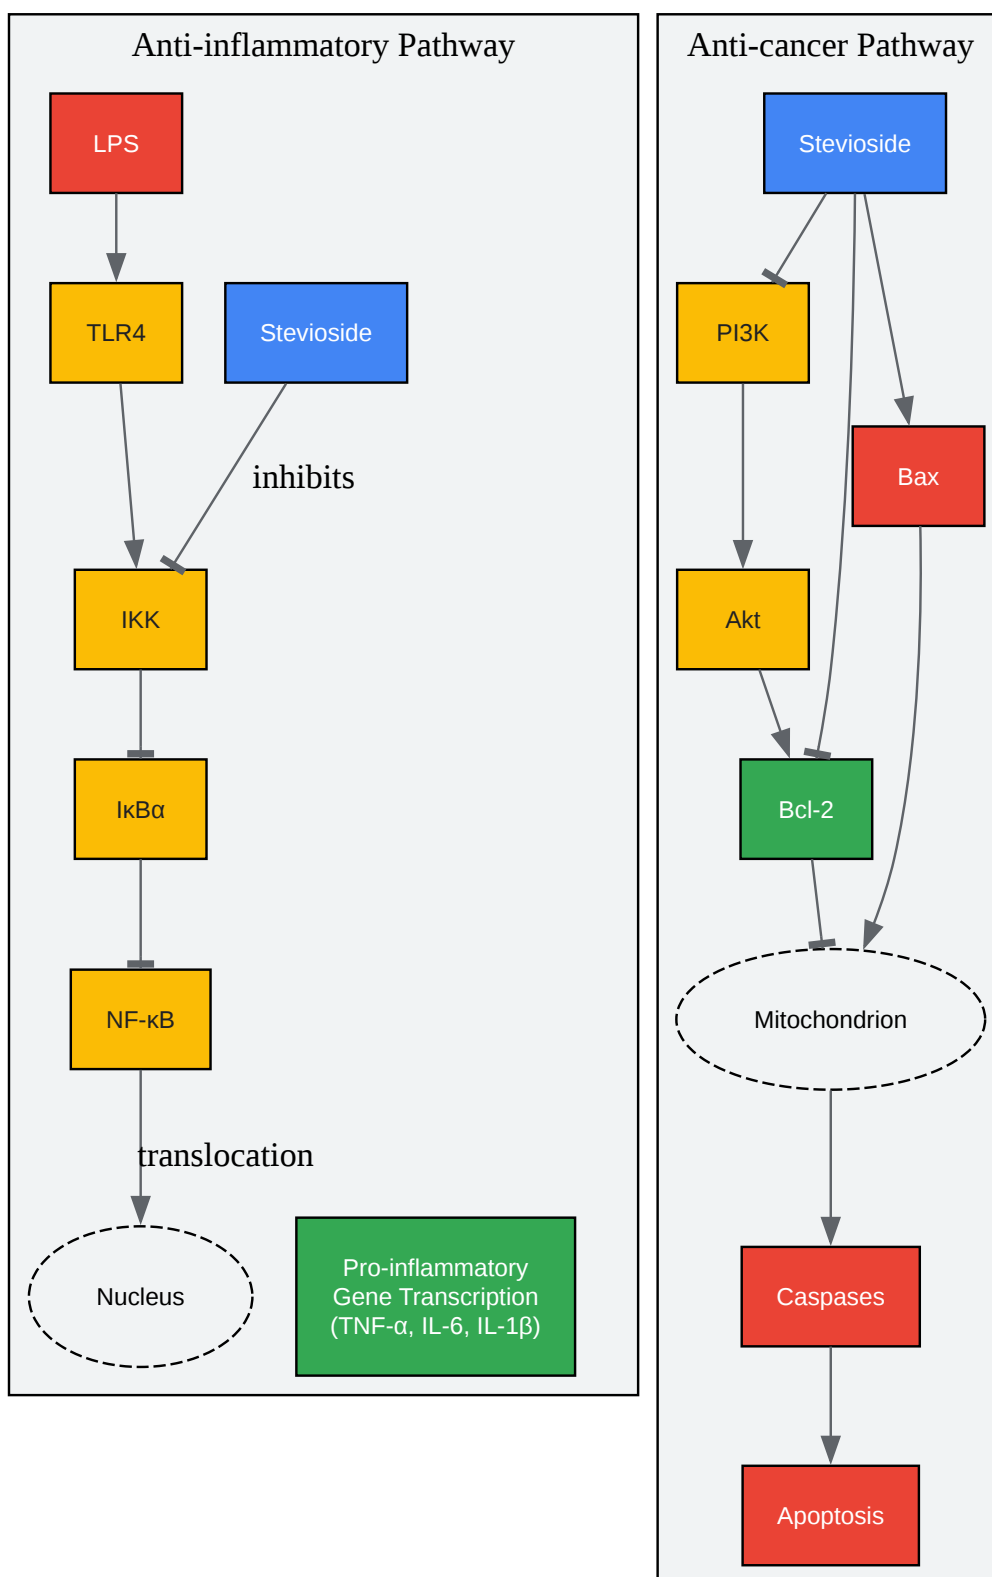 Anti-inflammatory Pathway
LPS
TLR4
Stevioside
inhibits
IKK
IκBα
NF-κB
translocation
Nucleus
Pro-inflammatory
Gene Transcription
(TNF-α, IL-6, IL-1β)
Anti-cancer Pathway
Stevioside
PI3K
Bax
Akt
Bcl-2
Mitochondrion
Caspases
Apoptosis